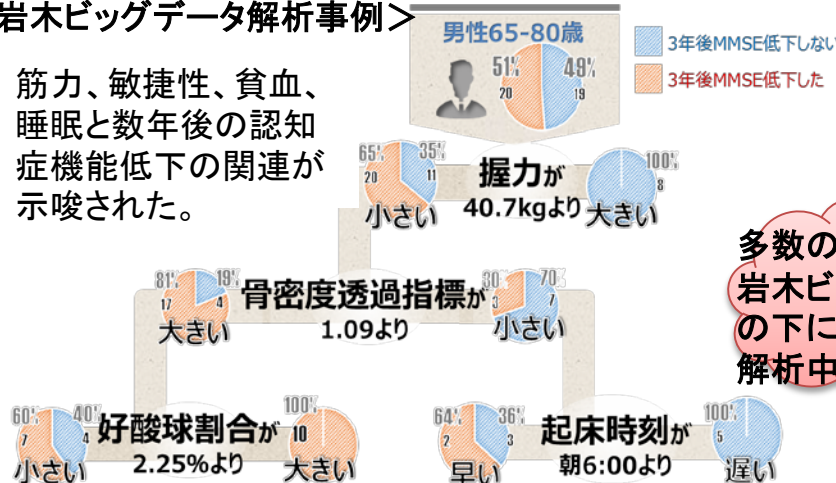 岩木ビッグデータ解析事例＞
筋力、敏捷性、貧血、
睡眠と数年後の認知
症機能低下の関連が
示唆された。
男性65-80歳
51% 49%
20 19
3年後MMSE低下しない
3年後MMSE低下した
65% 35%
20 11
小さい
握力が
40.7kgより
100%
8
大きい
多数の
岩木ビ
の下に
解析中
81% 19%
17 4
大きい
骨密度透過指標が
1.09より
30% 70%
3 7
小さい
60% 40%
7 4
小さい
好酸球割合が
2.25%より
100%
10
大きい
64% 36%
2 3
早い
起床時刻が
朝6:00より
100%
5
遅い